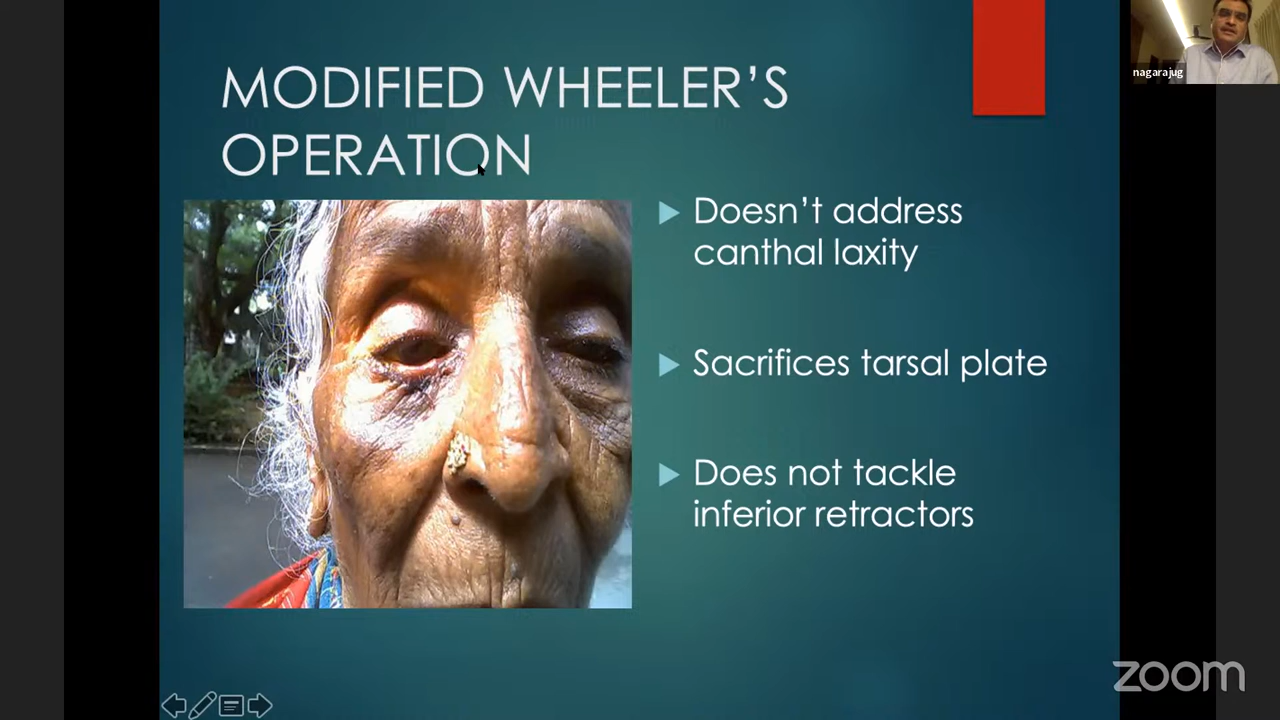 MODIFIED WHEELER’S
OPERATION
Doesn’t address
canthal laxity
Sacrifices tarsal plate
Does not tackle
inferior retractors
nagarajug
zoom